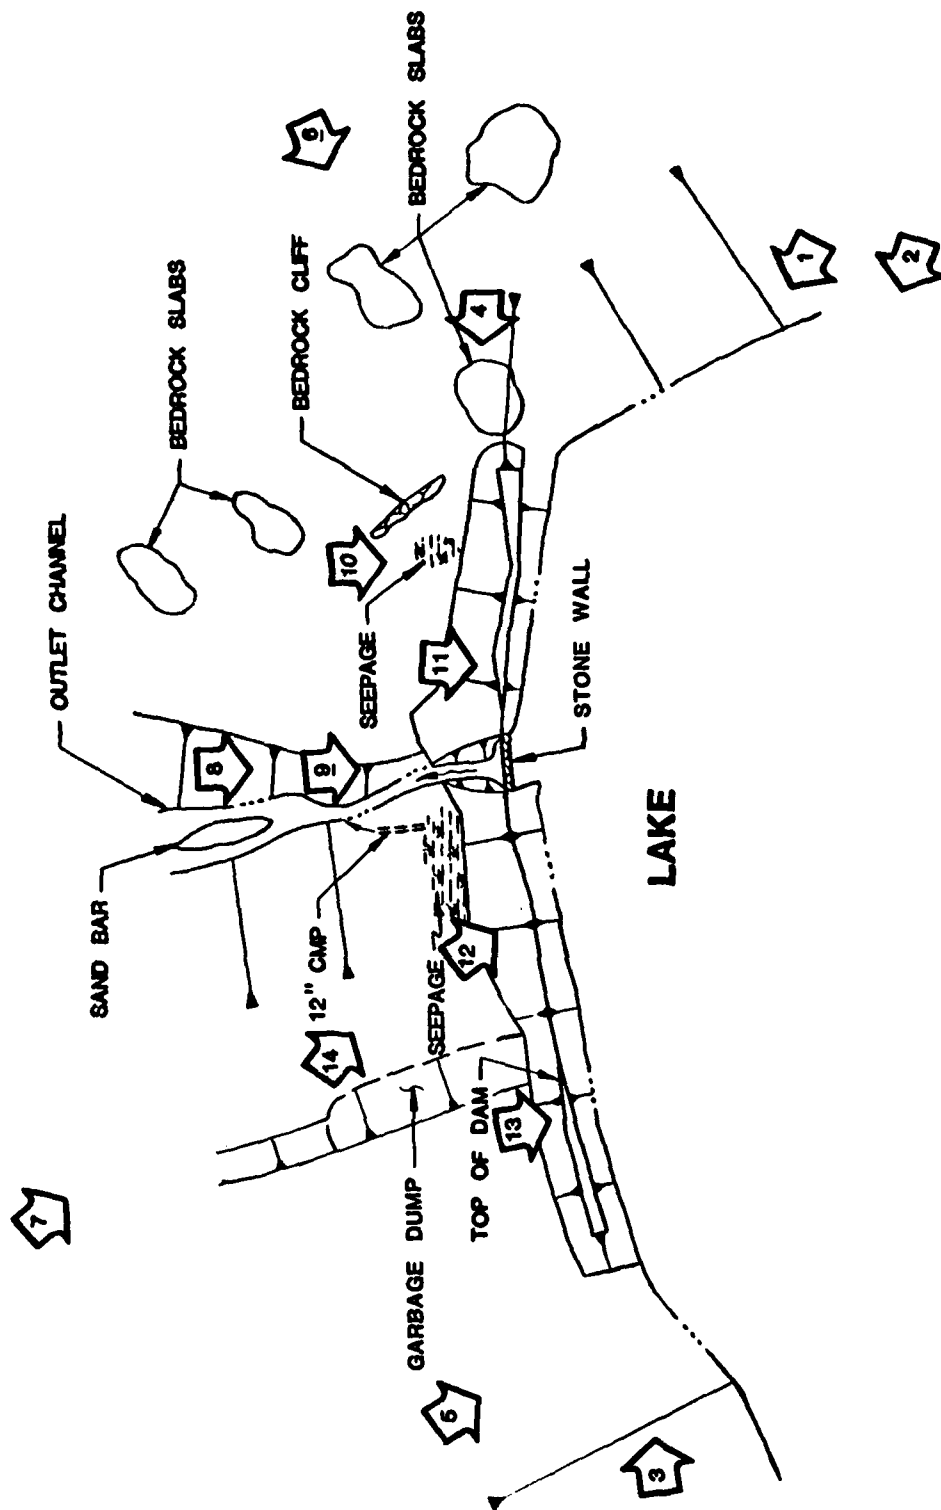 OUTLET CHANNEL
SAND BAR
BEDROCK SLABS
BEDROCK CLIFF
BEDROCK SLABS
SEEPAGE
12" CMP
SEEPAGE
GARBAGE DUMP
TOP OF DAM
STONE WALL
LAKE
1
2
3
4
5
6
7
8
9
10
11
12
13
14